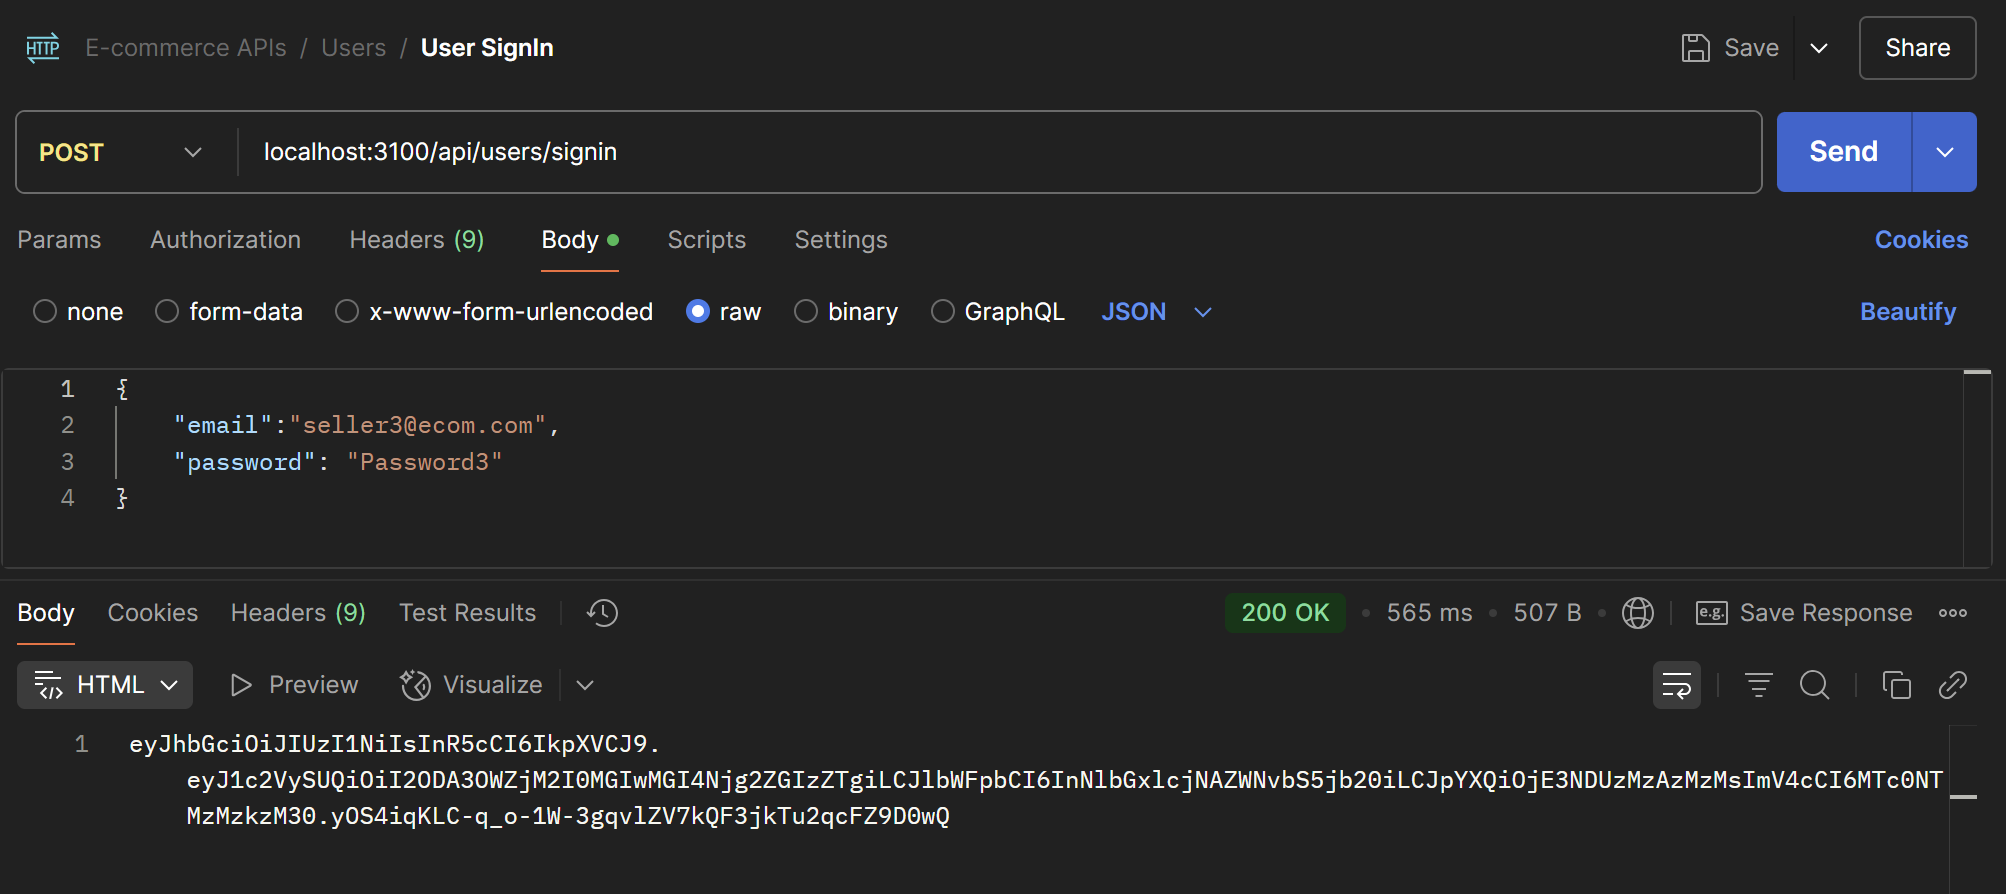 HTTP E-commerce APIs / Users / User SignIn Save Share
POST localhost:3100/api/users/signin Send
Params Authorization Headers (9) Body Scripts Settings Cookies
none form-data x-www-form-urlencoded raw binary GraphQL JSON Beautify
1 {
2 "email":"seller3@ecom.com",
3 "password": "Password3"
4 }
Body Cookies Headers (9) Test Results 200 OK • 565 ms • 507 B • e.g. Save Response
HTML Preview Visualize
1 eyJhbGciOiJIUzI1NiIsInR5cCI6IkpXVCJ9.
eyJ1c2VySUQiOiI2ODA3OWZjM2I0MGIwMGI4Njg2ZGIzZTgiLCJlbWFpbCI6InNlbGxlcjNAZWNvbS5jb20iLCJpYXQiOjE3NDUzMzAzMzMsImV4cCI6MTc0NT
MzMzkzM30.yOS4iqKLC-q_o-1W-3gqvlZV7kQF3jkTu2qcFZ9D0wQ